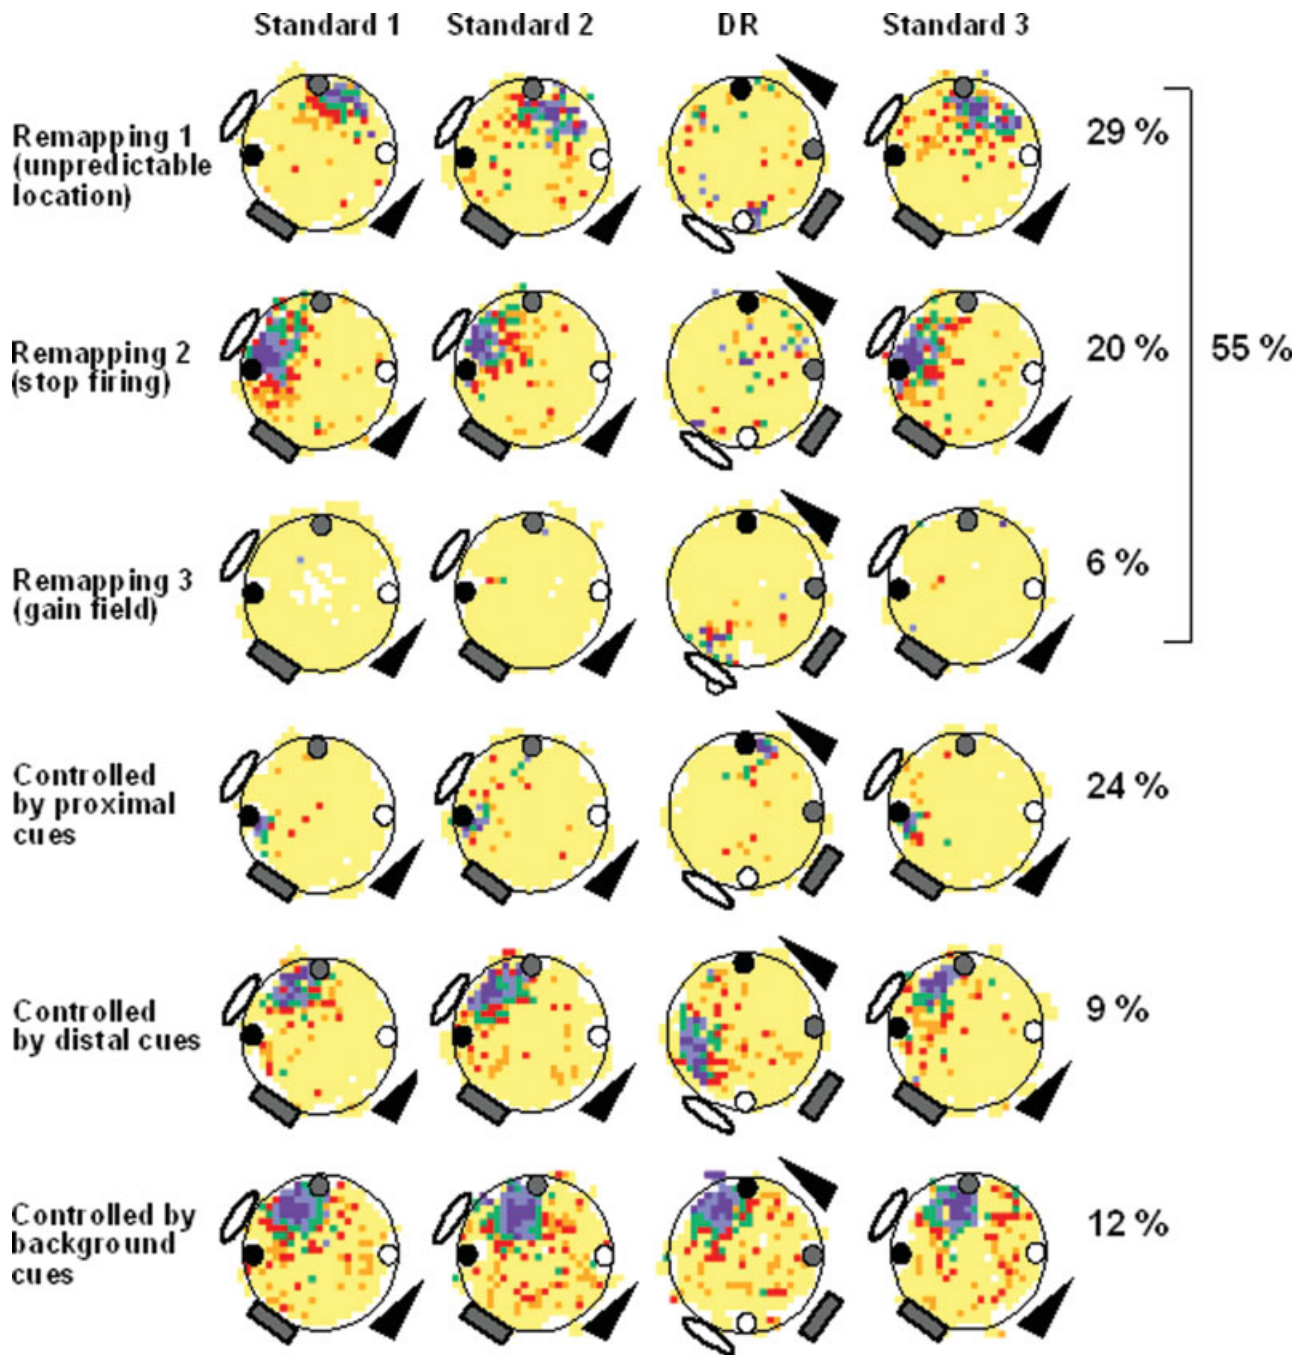 Standard 1 Standard 2 DR Standard 3
Remapping 1
(unpredictable
location)
29 %
Remapping 2
(stop firing)
20 %
55 %
Remapping 3
(gain field)
6 %
Controlled
by proximal
cues
24 %
Controlled
by distal cues
9 %
Controlled by
background
cues
12 %